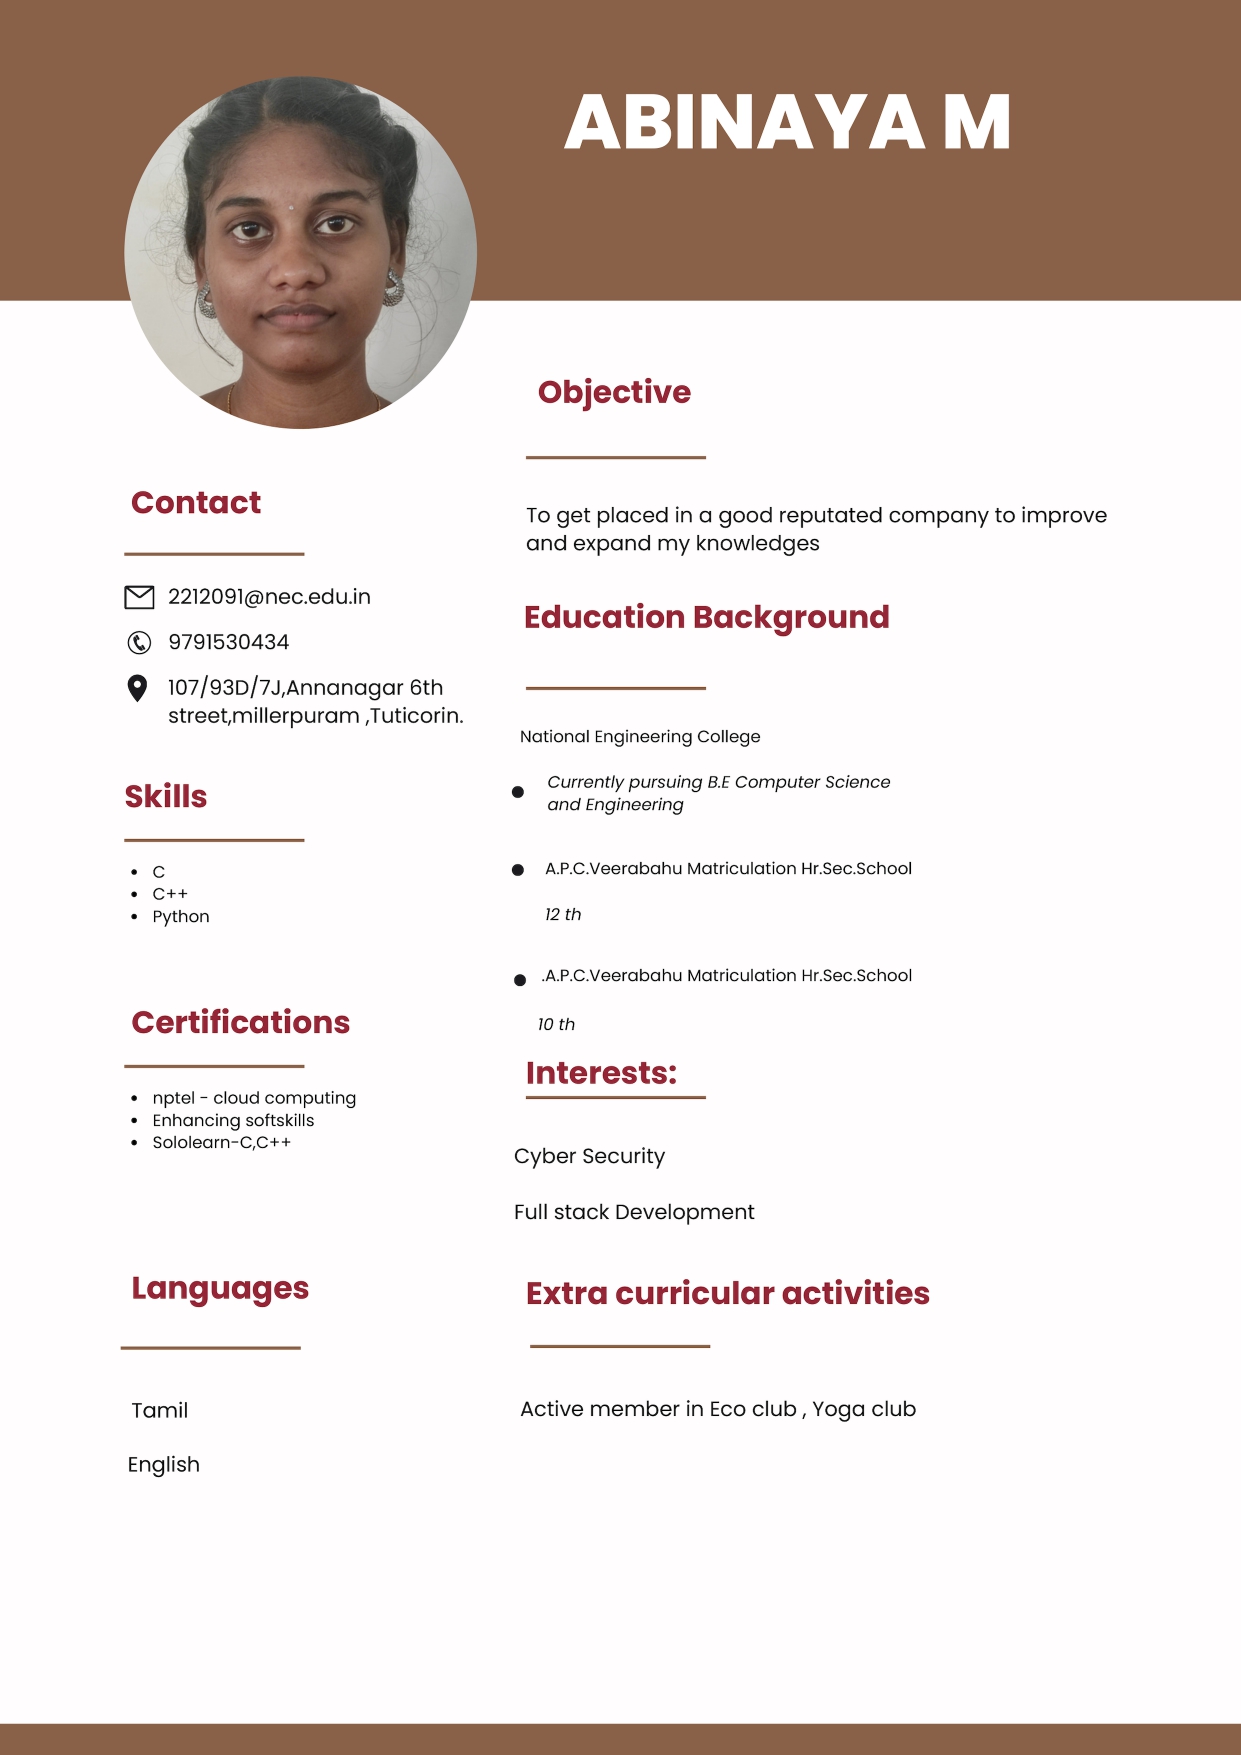 ABINAYA M
Contact
2212091@nec.edu.in
9791530434
107/93D/7J,Annanagar 6th
street,millerpuram ,Tuticorin.
Skills
C
C++
Python
Certifications
nptel - cloud computing
Enhancing softskills
Sololearn-C,C++
Languages
Tamil
English
Objective
To get placed in a good reputated company to improve
and expand my knowledges
Education Background
National Engineering College
Currently pursuing B.E Computer Science
and Engineering
A.P.C.Veerabahu Matriculation Hr.Sec.School
12 th
.A.P.C.Veerabahu Matriculation Hr.Sec.School
10 th
Interests:
Cyber Security
Full stack Development
Extra curricular activities
Active member in Eco club , Yoga club